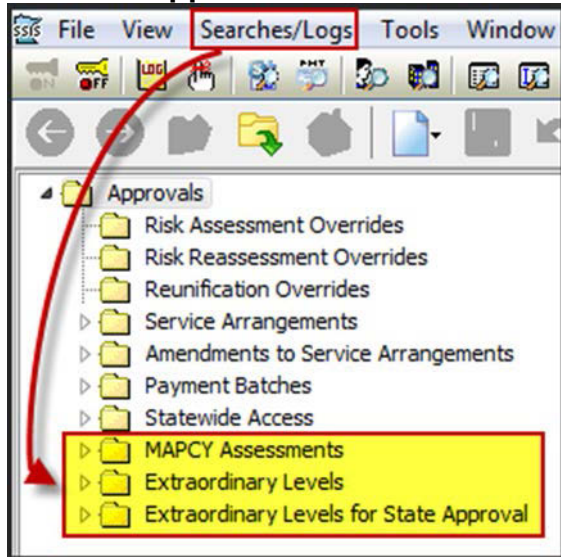 ssis File View Searches/Logs Tools Window
ON OFF LOG PMT
Approvals
Risk Assessment Overrides
Risk Reassessment Overrides
Reunification Overrides
Service Arrangements
Amendments to Service Arrangements
Payment Batches
Statewide Access
MAPCY Assessments
Extraordinary Levels
Extraordinary Levels for State Approval